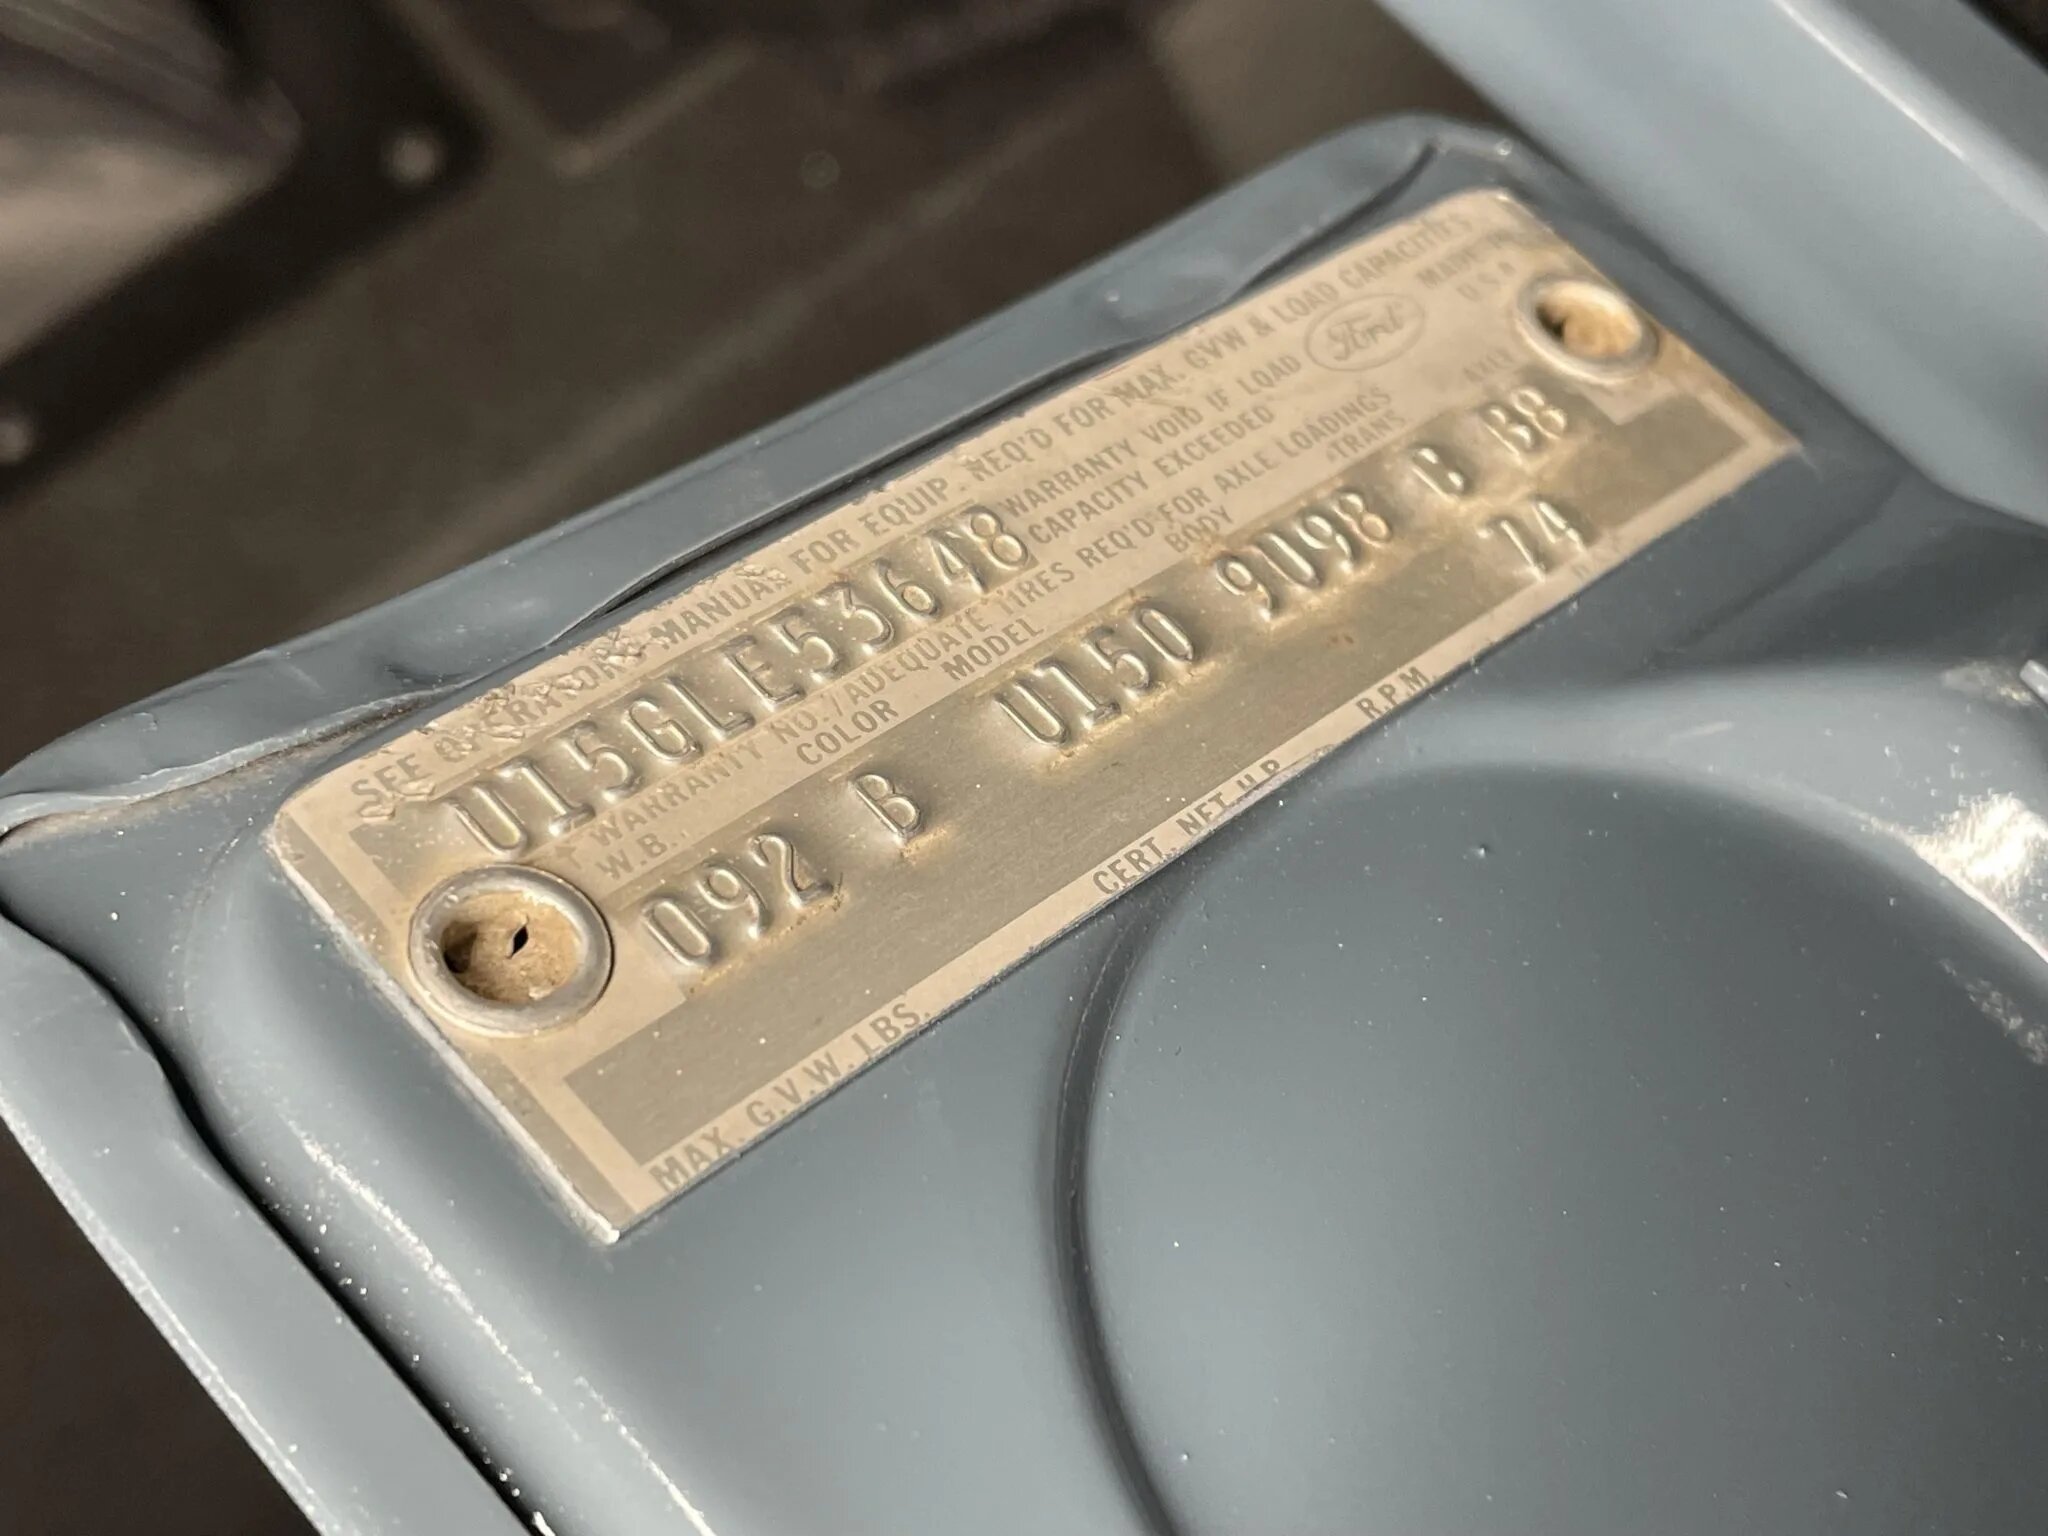 SEE OPERATOR'S MANUAL FOR EQUIP. REQ'D FOR MAX. GVW & LOAD CAPACITIES
U15GLE53648
WARRANTY VOID IF LOAD
CAPACITY EXCEEDED
Ford
MADE IN
U.S.A.
WARRANTY NO./ADEQUATE TIRES REQ'D FOR AXLE LOADINGS
W.B. COLOR MODEL BODY TRANS AXLE
092 B U150 9U98 B B8
74
MAX. G.V.W. LBS. CERT. NET H.P. R.P.M.